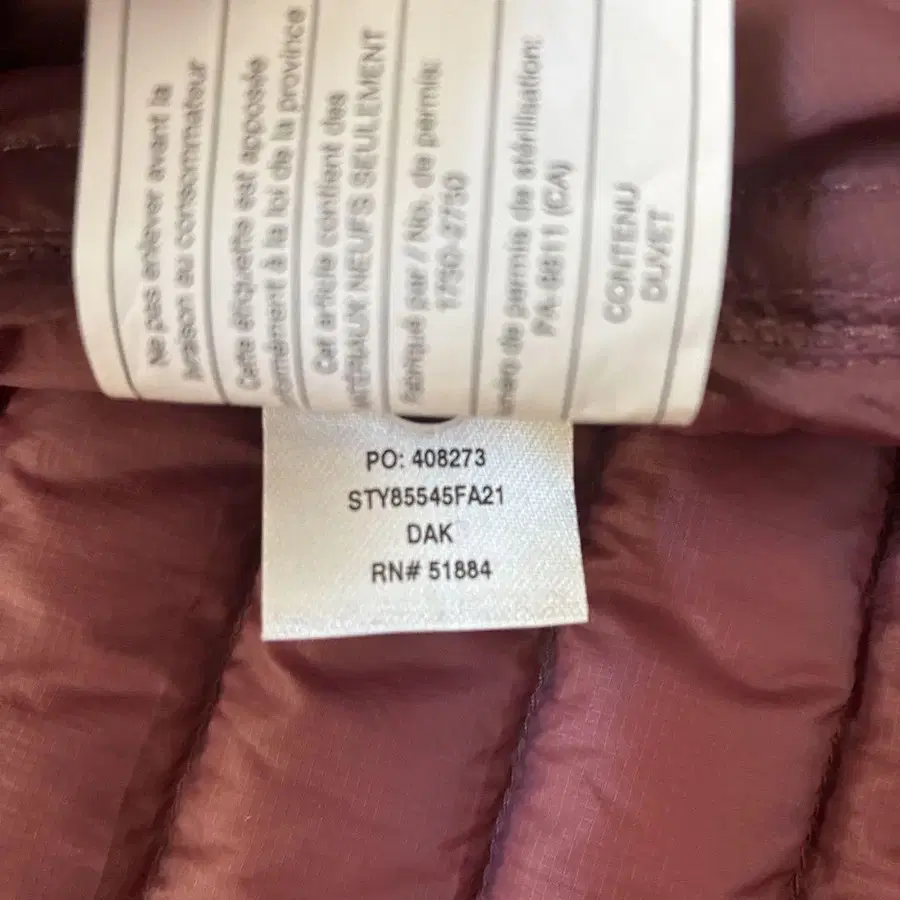 Ne pas enlever avant la
livraison au consommateur
Cette étiquette est apposée
conformément à la loi de la province
Cet article contient des
MATÉRIAUX NEUFS SEULEMENT
Fabriqué par / No. de permis:
Numéro de permis de stérilisation:
PA 8811 (CA)
CONTENU
DUVET
PO: 408273
STY85545FA21
DAK
RN# 51884